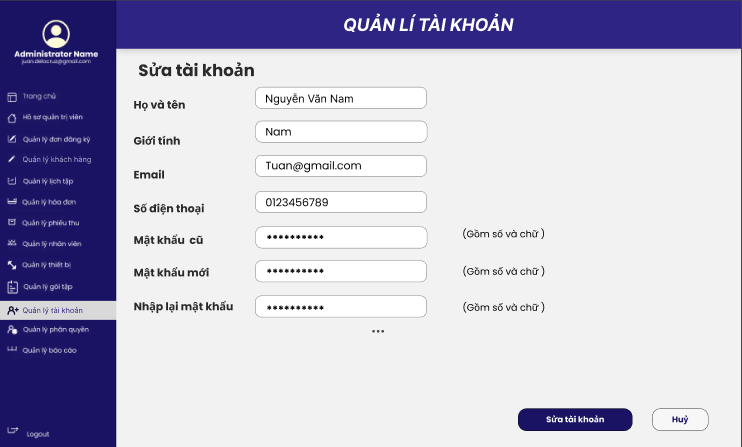 QUẢN LÍ TÀI KHOẢN
Administrator Name
juan.delacruz@gmail.com
Trang chủ
Hồ sơ quản trị viên
Quản lý đơn đăng ký
Quản lý khách hàng
Quản lý lịch tập
Quản lý hóa đơn
Quản lý phiếu thu
Quản lý nhân viên
Quản lý thiết bị
Quản lý gói tập
Quản lý tài khoản
Quản lý phân quyền
Quản lý báo cáo
Logout
Sửa tài khoản
Họ và tên Nguyễn Văn Nam
Giới tính Nam
Email Tuan@gmail.com
Số điện thoại 0123456789
Mật khẩu cũ ********** (Gồm số và chữ )
Mật khẩu mới ********** (Gồm số và chữ )
Nhập lại mật khẩu ********** (Gồm số và chữ )
...
Sửa tài khoản Huỷ